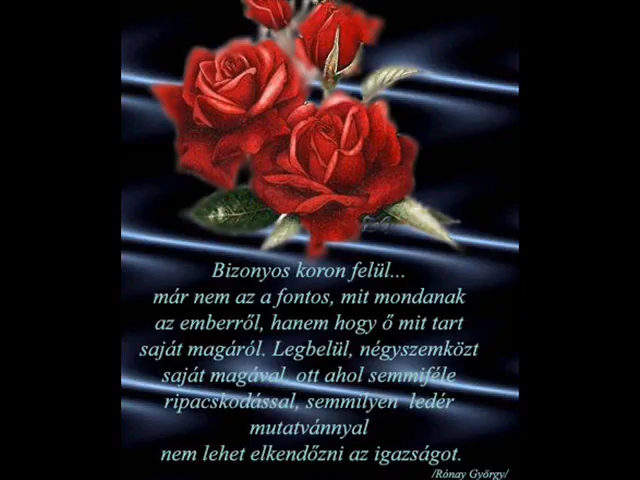 Bizonyos koron felül...
már nem az a fontos, mit mondanak
az emberről, hanem hogy ő mit tart
saját magáról. Legbelül, négyszemközt
saját magával ott ahol semmiféle
ripacskodással, semmilyen ledér
mutatvánnyal
nem lehet elkendőzni az igazságot.
/Rónay György/